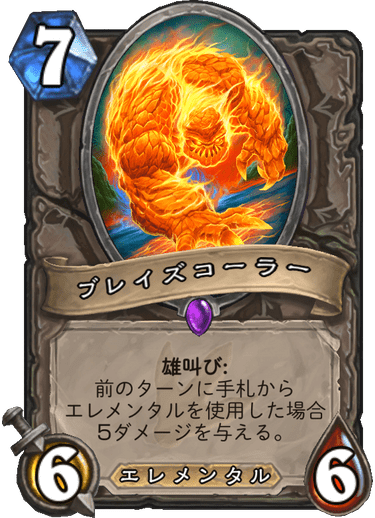 7
ブレイズコーラー
雄叫び:
前のターンに手札から
エレメンタルを使用した場合
5ダメージを与える。
6
エレメンタル
6